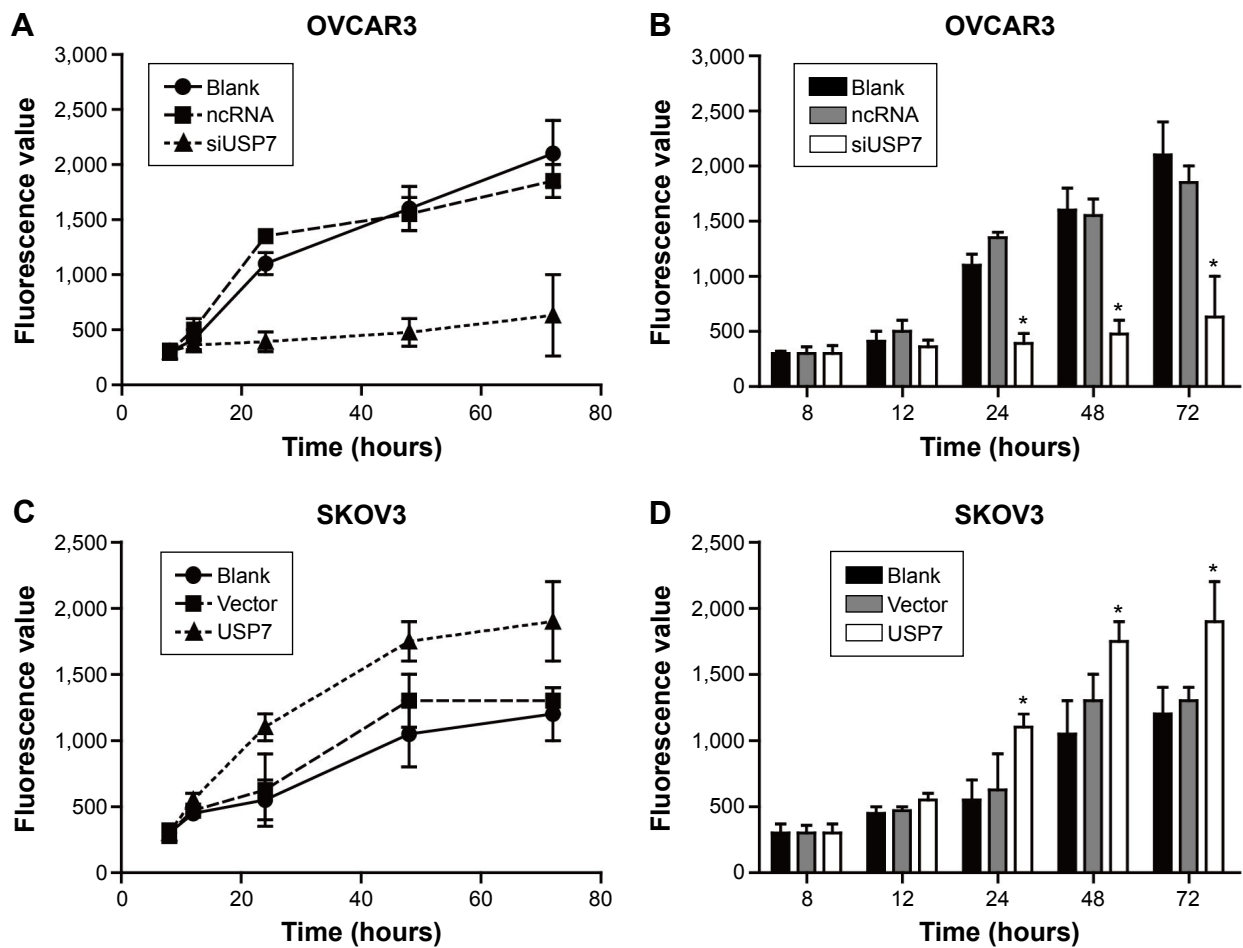 A
OVCAR3
3,000
2,500
2,000
1,500
1,000
500
0
Fluorescence value
Blank
ncRNA
siUSP7
0
20
40
60
80
Time (hours)
B
OVCAR3
3,000
2,500
2,000
1,500
1,000
500
0
Fluorescence value
Blank
ncRNA
siUSP7
*
*
*
8
12
24
48
72
Time (hours)
C
SKOV3
2,500
2,000
1,500
1,000
500
0
Fluorescence value
Blank
Vector
USP7
0
20
40
60
80
Time (hours)
D
SKOV3
2,500
2,000
1,500
1,000
500
0
Fluorescence value
Blank
Vector
USP7
*
*
*
8
12
24
48
72
Time (hours)